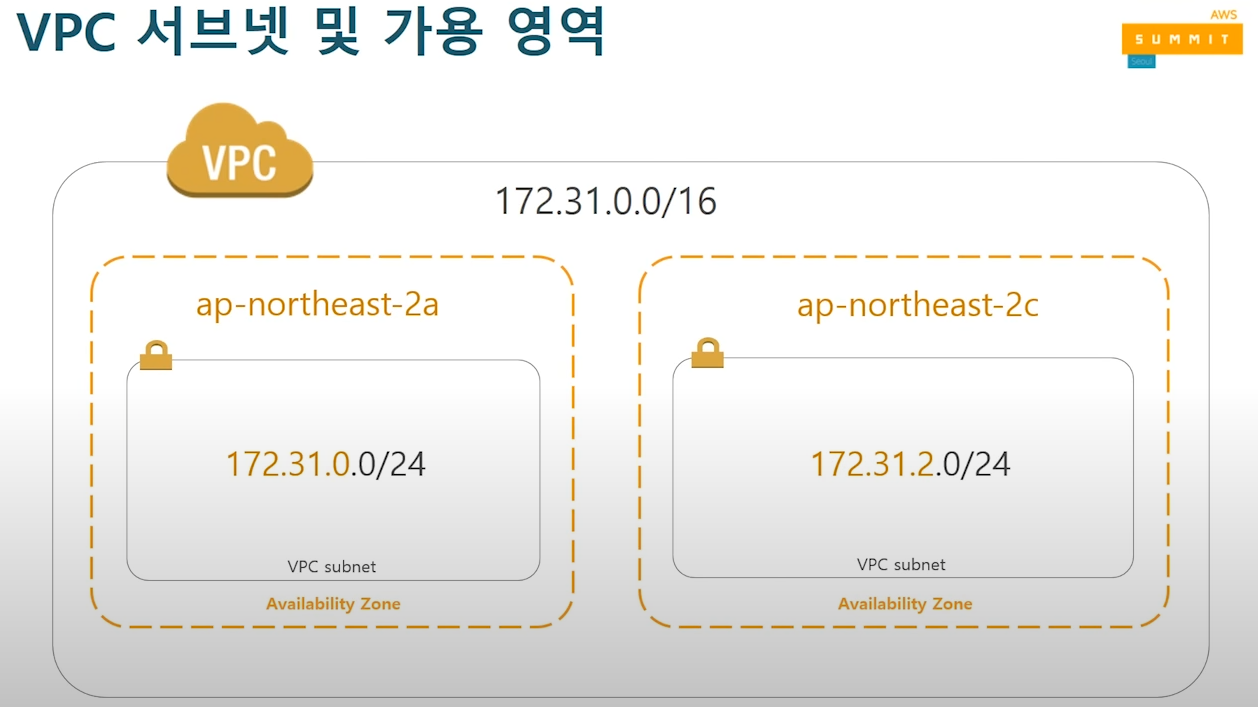 VPC 서브넷 및 가용 영역
AWS
SUMMIT
Seoul
VPC
172.31.0.0/16
ap-northeast-2a
172.31.0.0/24
VPC subnet
Availability Zone
ap-northeast-2c
172.31.2.0/24
VPC subnet
Availability Zone